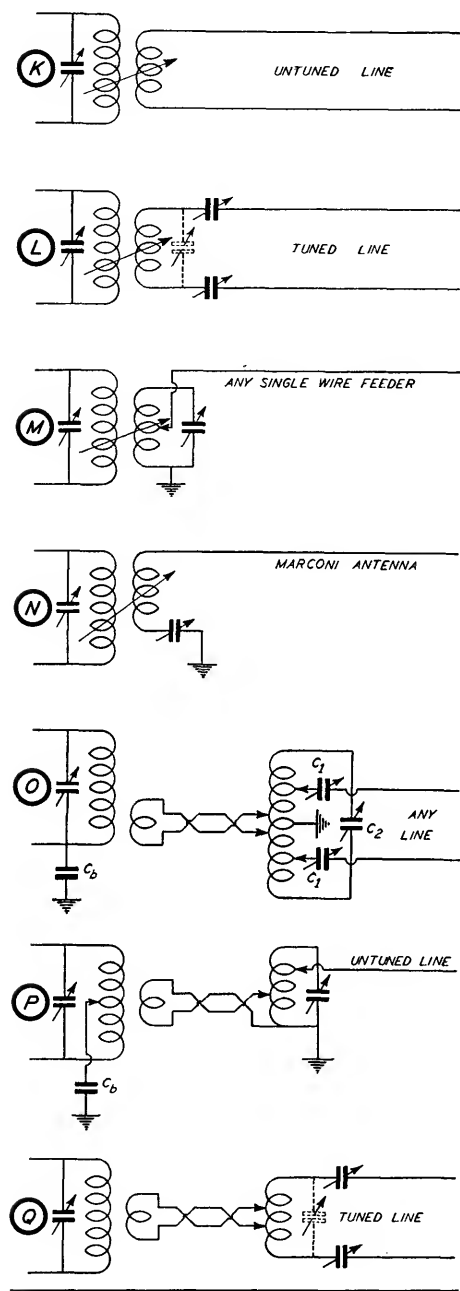 K
UNTUNED LINE
L
TUNED LINE
M
ANY SINGLE WIRE FEEDER
N
MARCONI ANTENNA
O
C1
ANY
C2
LINE
C1
Cb
P
UNTUNED LINE
Cb
Q
TUNED LINE